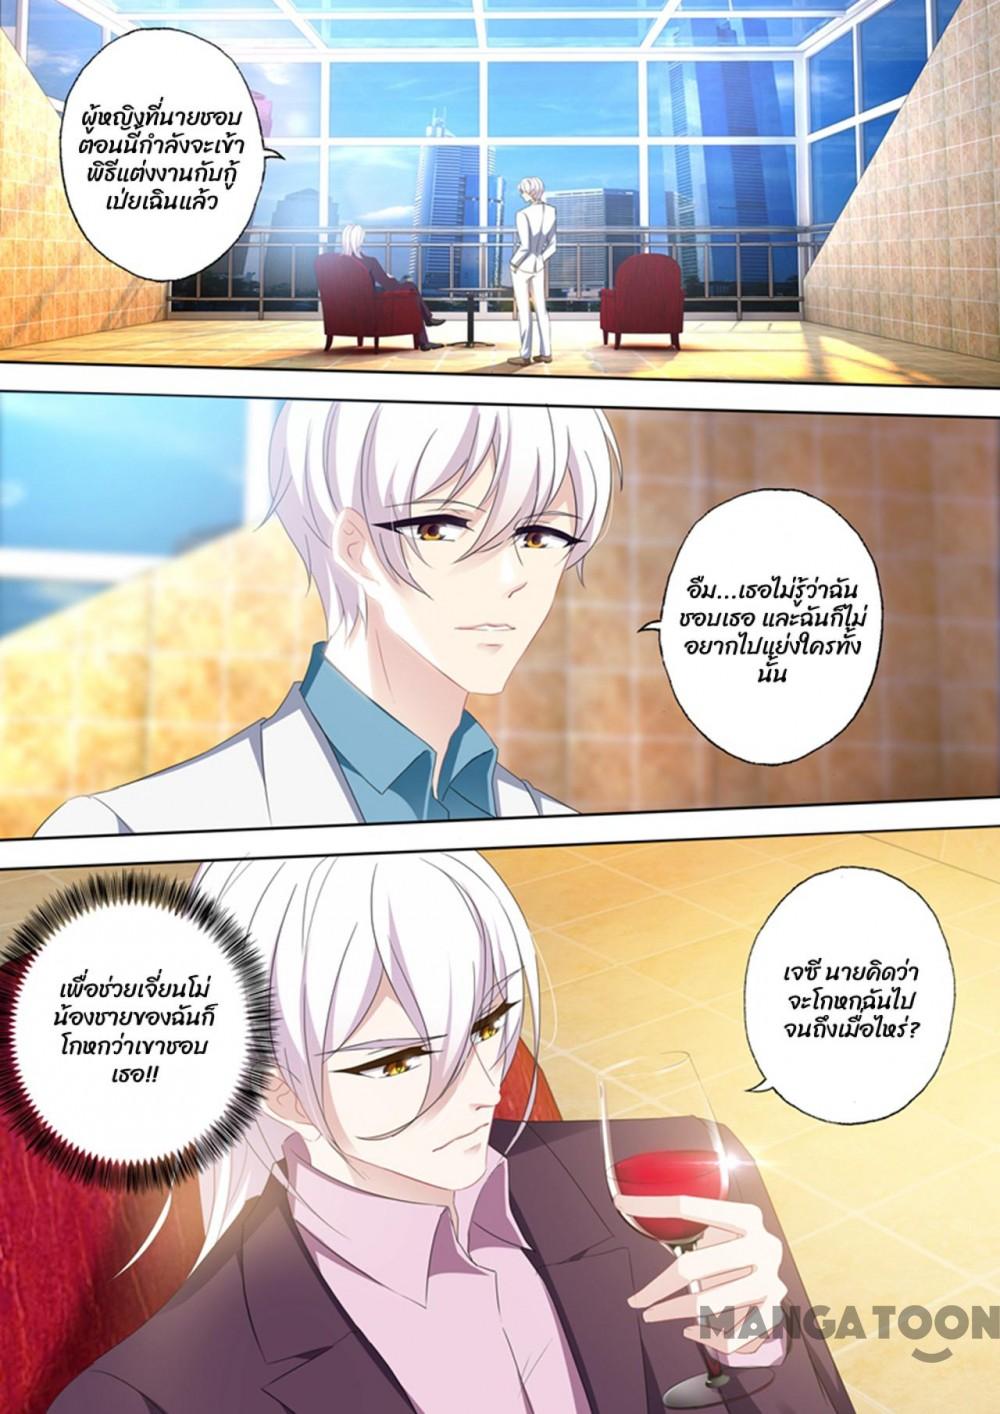 ผู้หญิงที่นายชอบ
ตอนนี้กำลังจะเข้า
พิธีแต่งงานกับกู้
เป่ยเฉินแล้ว
อืม...เธอไม่รู้ว่าฉัน
ชอบเธอ และฉันก็ไม่
อยากไปแย่งใครทั้ง
นั้น
เพื่อช่วยเจี่ยนโม่
น้องชายของฉันก็
โกหกว่าเขาชอบ
เธอ!!
เจซี นายคิดว่า
จะโกหกฉันไป
จนถึงเมื่อไหร่?
MANGATOON